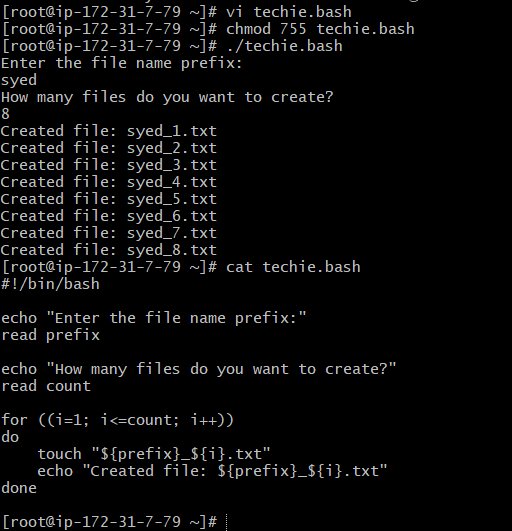 [root@ip-172-31-7-79 ~]# vi techie.bash
[root@ip-172-31-7-79 ~]# chmod 755 techie.bash
[root@ip-172-31-7-79 ~]# ./techie.bash
Enter the file name prefix:
syed
How many files do you want to create?
8
Created file: syed_1.txt
Created file: syed_2.txt
Created file: syed_3.txt
Created file: syed_4.txt
Created file: syed_5.txt
Created file: syed_6.txt
Created file: syed_7.txt
Created file: syed_8.txt
[root@ip-172-31-7-79 ~]# cat techie.bash
#!/bin/bash

echo "Enter the file name prefix:"
read prefix

echo "How many files do you want to create?"
read count

for ((i=1; i<=count; i++))
do
    touch "${prefix}_${i}.txt"
    echo "Created file: ${prefix}_${i}.txt"
done

[root@ip-172-31-7-79 ~]#